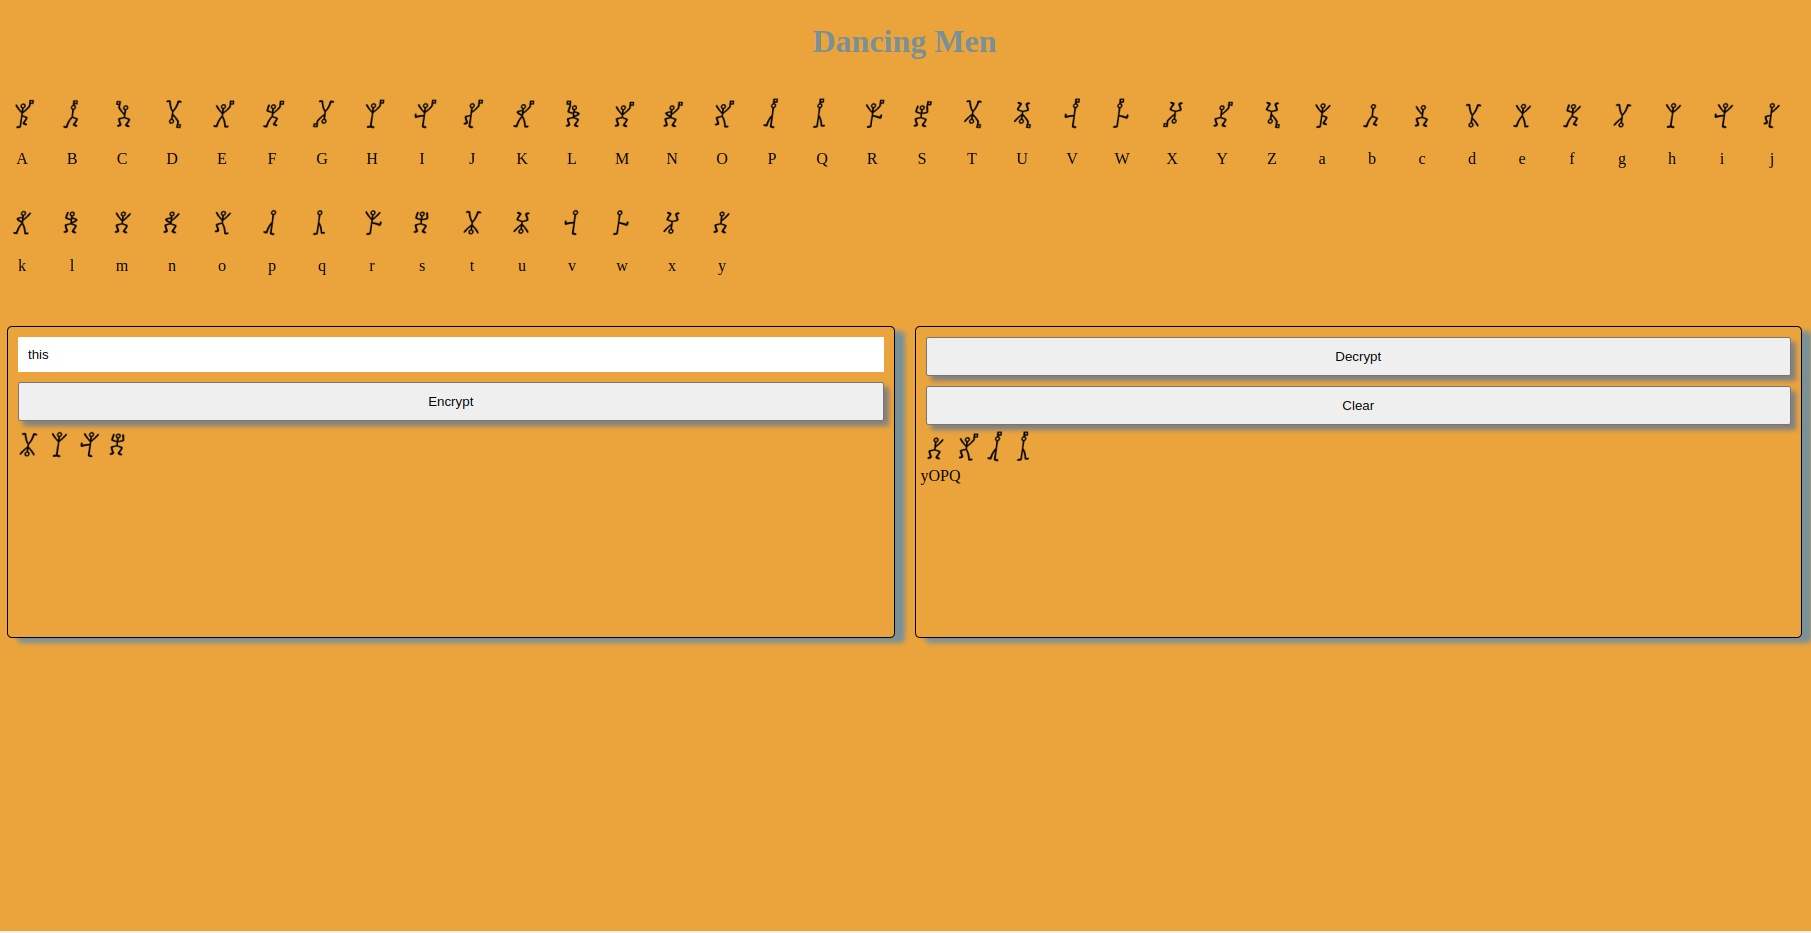 Dancing Men
A B C D E F G H I J K L M N O P Q R S T U V W X Y Z a b c d e f g h i j
k l m n o p q r s t u v w x y
this
Encrypt
Decrypt
Clear
yOPQ